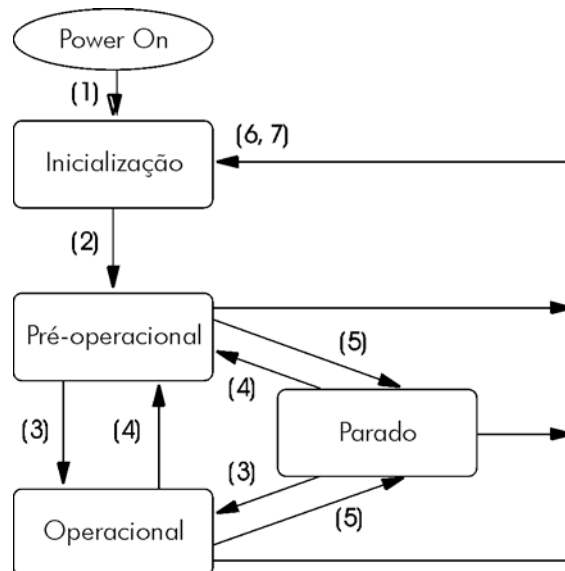 Power On
(1)
Inicialização
(6, 7)
(2)
Pré-operacional
(5)
(4)
(3)
(4)
Parado
(3)
(5)
Operacional